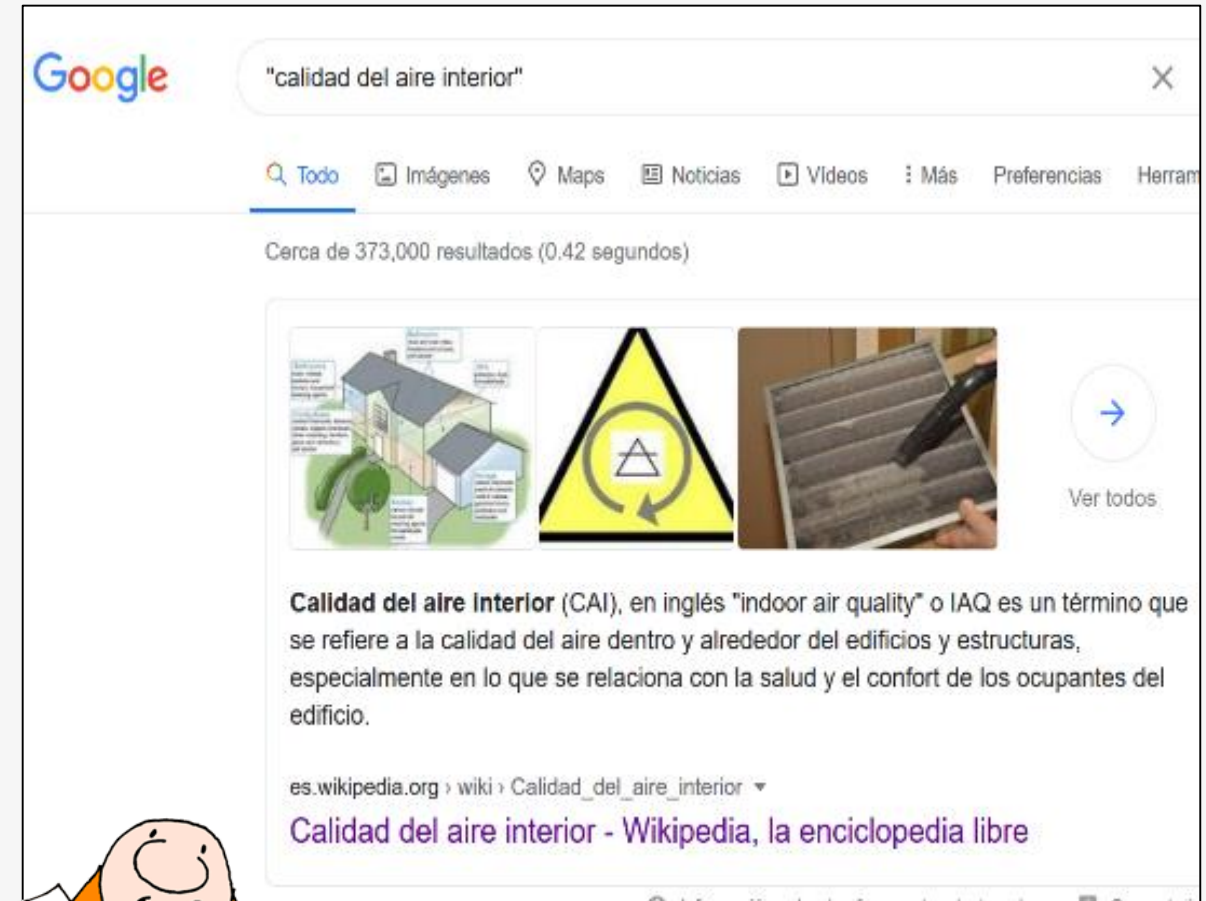 Google
"calidad del aire interior"
Todo Imágenes Maps Noticias Vídeos Más Preferencias Herram
Cerca de 373,000 resultados (0.42 segundos)
Ver todos
Calidad del aire interior (CAI), en inglés "indoor air quality" o IAQ es un término que
se refiere a la calidad del aire dentro y alrededor del edificios y estructuras,
especialmente en lo que se relaciona con la salud y el confort de los ocupantes del
edificio.
es.wikipedia.org › wiki › Calidad_del_aire_interior
Calidad del aire interior - Wikipedia, la enciclopedia libre